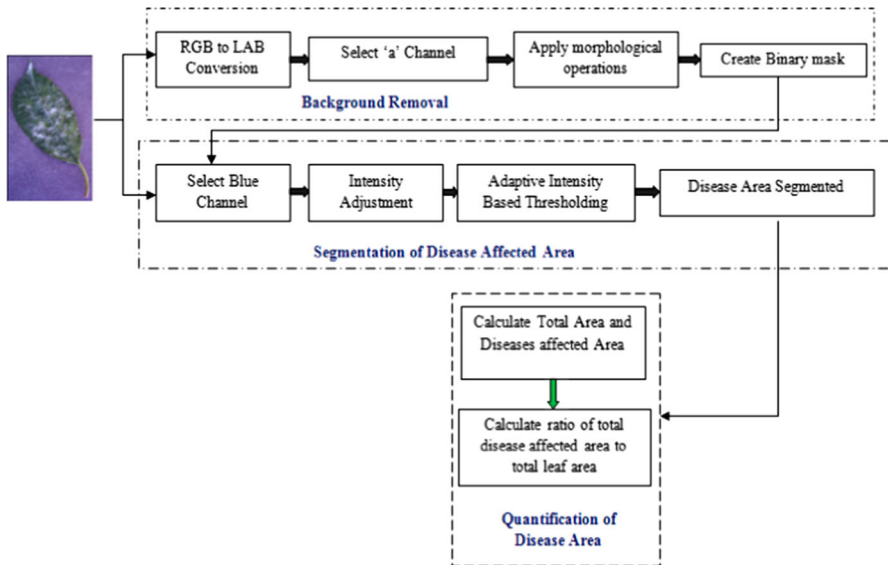 RGB to LAB
Conversion
Select ‘a’ Channel
Apply morphological
operations
Create Binary mask
Background Removal
Select Blue
Channel
Intensity
Adjustment
Adaptive Intensity
Based Thresholding
Disease Area Segmented
Segmentation of Disease Affected Area
Calculate Total Area and
Diseases affected Area
Calculate ratio of total
disease affected area to
total leaf area
Quantification of
Disease Area